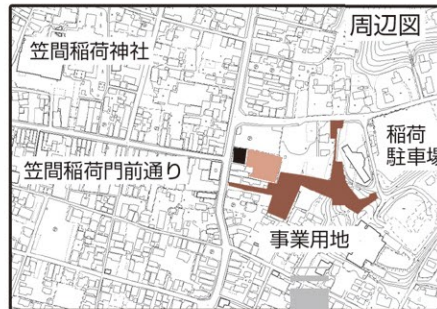 周辺図
笠間稲荷神社
稲荷
駐車場
笠間稲荷門前通り
事業用地